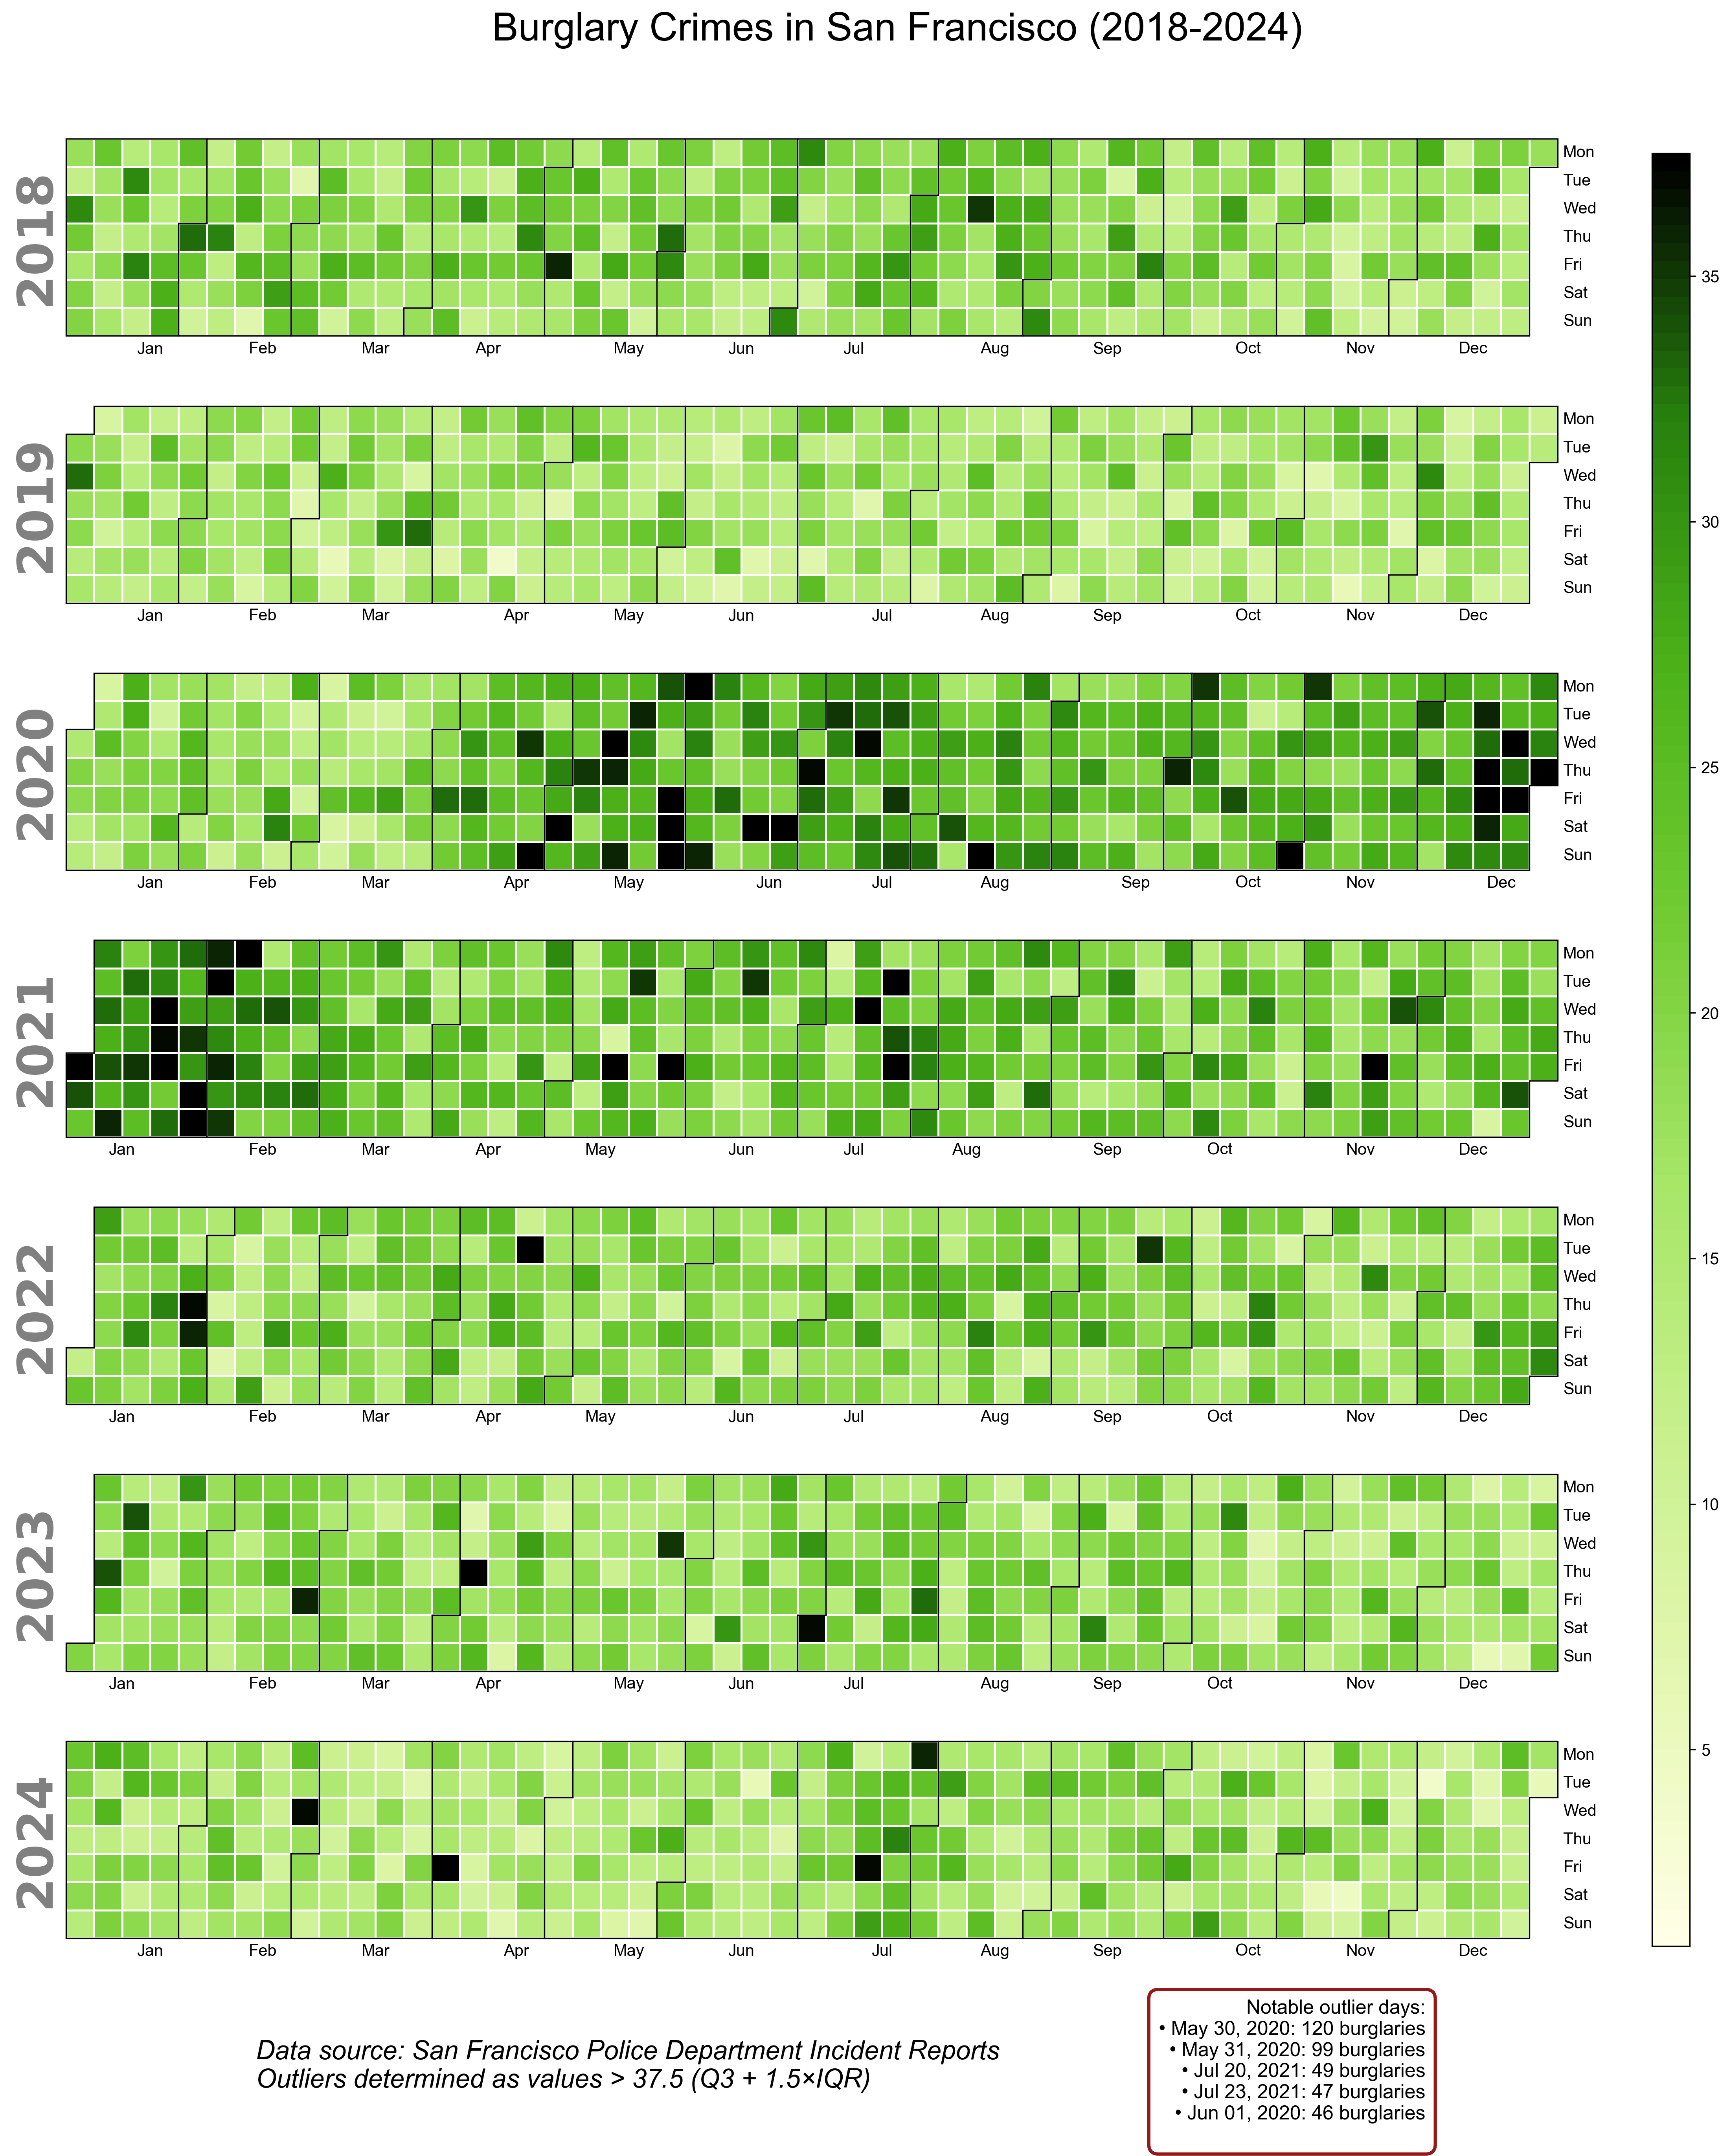 Burglary Crimes in San Francisco (2018-2024)
2018
Mon
Tue
Wed
Thu
Fri
Sat
Sun
Jan Feb Mar Apr May Jun Jul Aug Sep Oct Nov Dec
2019
Mon
Tue
Wed
Thu
Fri
Sat
Sun
Jan Feb Mar Apr May Jun Jul Aug Sep Oct Nov Dec
2020
Mon
Tue
Wed
Thu
Fri
Sat
Sun
Jan Feb Mar Apr May Jun Jul Aug Sep Oct Nov Dec
2021
Mon
Tue
Wed
Thu
Fri
Sat
Sun
Jan Feb Mar Apr May Jun Jul Aug Sep Oct Nov Dec
2022
Mon
Tue
Wed
Thu
Fri
Sat
Sun
Jan Feb Mar Apr May Jun Jul Aug Sep Oct Nov Dec
2023
Mon
Tue
Wed
Thu
Fri
Sat
Sun
Jan Feb Mar Apr May Jun Jul Aug Sep Oct Nov Dec
2024
Mon
Tue
Wed
Thu
Fri
Sat
Sun
Jan Feb Mar Apr May Jun Jul Aug Sep Oct Nov Dec
35
30
25
20
15
10
5
Data source: San Francisco Police Department Incident Reports
Outliers determined as values > 37.5 (Q3 + 1.5×IQR)
Notable outlier days:
• May 30, 2020: 120 burglaries
• May 31, 2020: 99 burglaries
• Jul 20, 2021: 49 burglaries
• Jul 23, 2021: 47 burglaries
• Jun 01, 2020: 46 burglaries